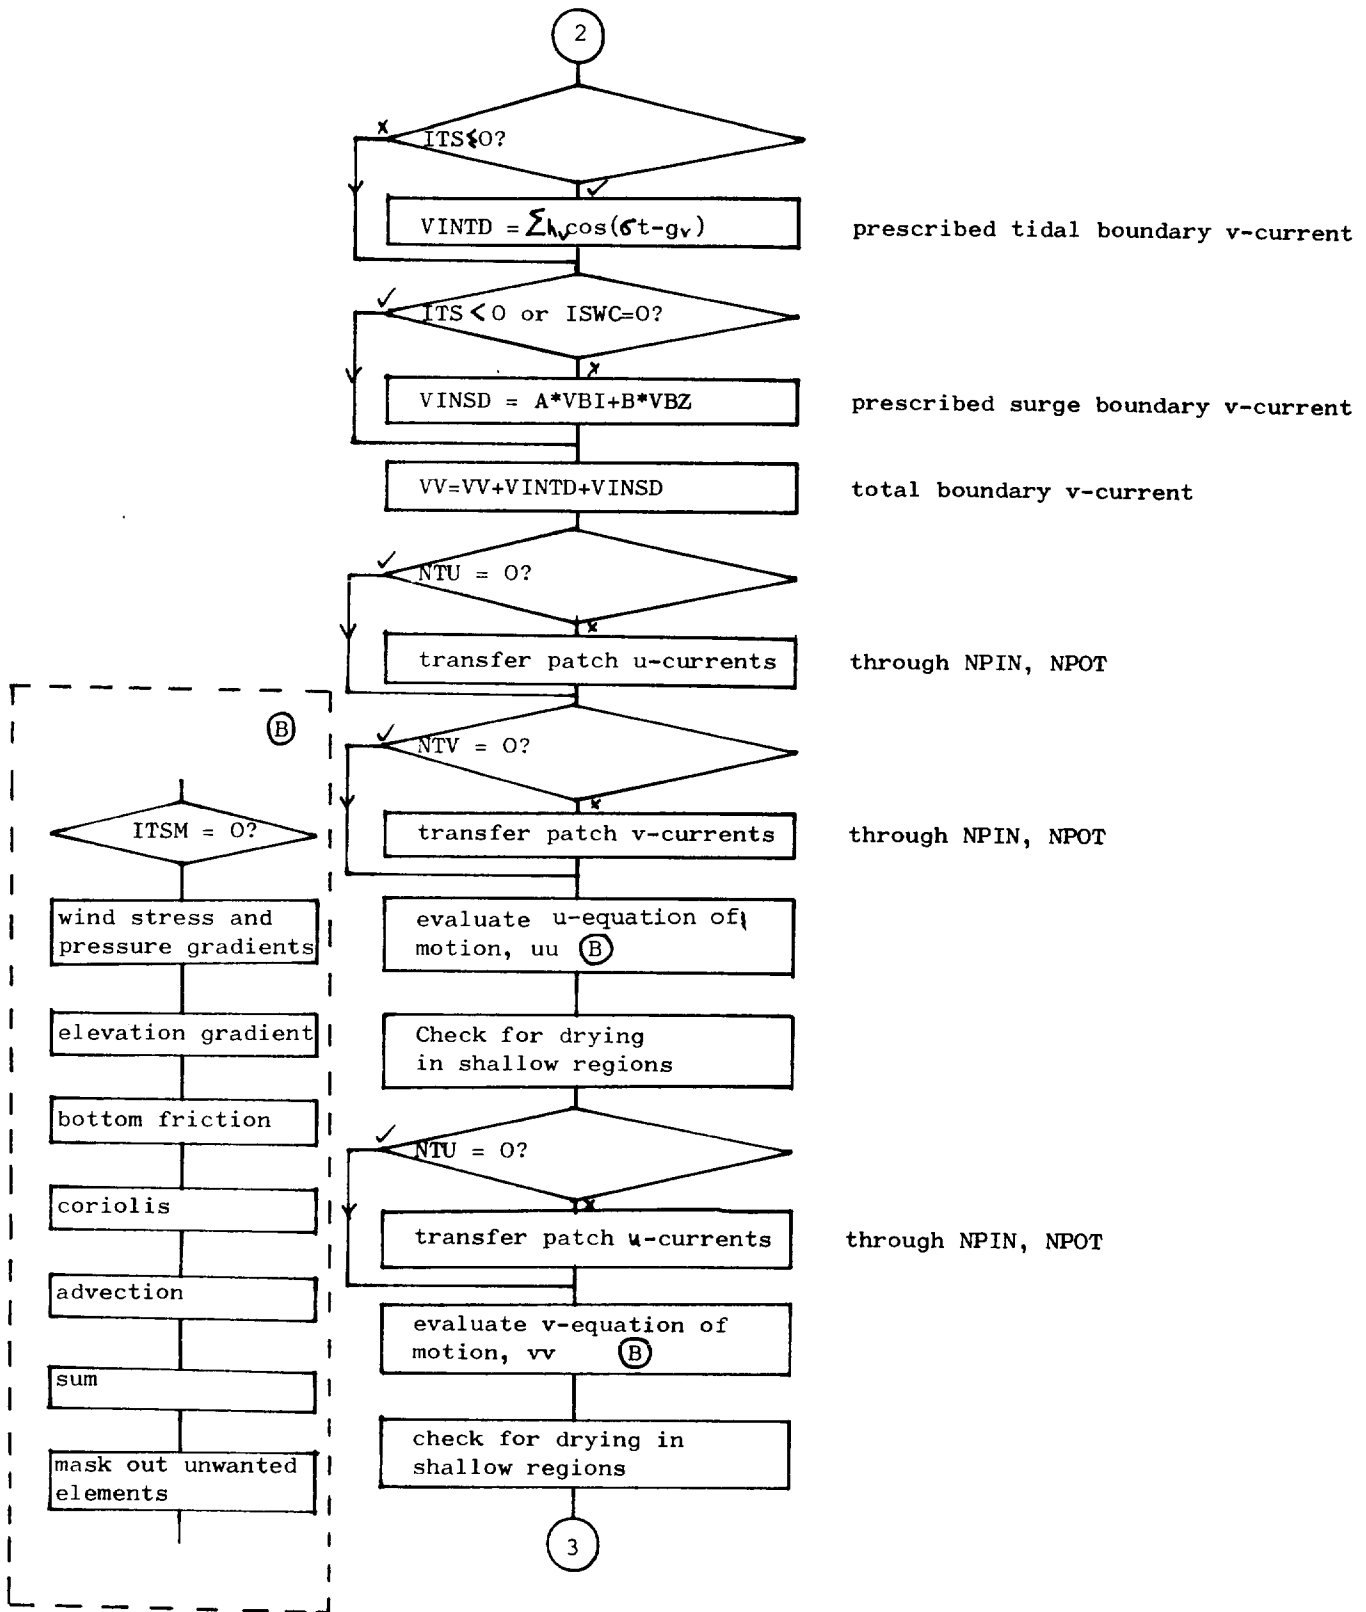 2
x
ITS≤0?
✓
VINTD = Σhᵥcos(σt-gᵥ)
prescribed tidal boundary v-current
✓
ITS<0 or ISWC=0?
x
VINSD = A*VBI+B*VBZ
prescribed surge boundary v-current
VV=VV+VINTD+VINSD
total boundary v-current
✓
NTU = 0?
x
transfer patch u-currents
through NPIN, NPOT
✓
NTV = 0?
x
transfer patch v-currents
through NPIN, NPOT
evaluate u-equation of
motion, uu B
Check for drying
in shallow regions
✓
NTU = 0?
x
transfer patch u-currents
through NPIN, NPOT
evaluate v-equation of
motion, vv B
check for drying in
shallow regions
3
B
ITSM = 0?
wind stress and
pressure gradients
elevation gradient
bottom friction
coriolis
advection
sum
mask out unwanted
elements